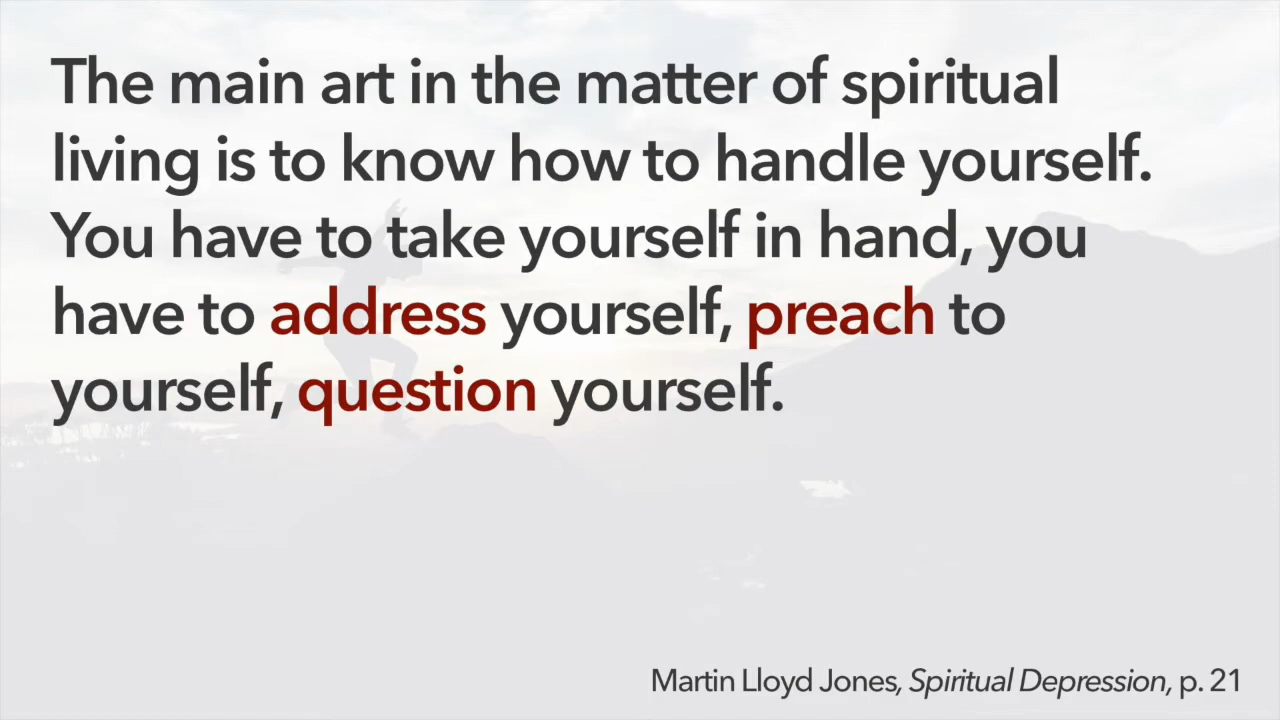 The main art in the matter of spiritual
living is to know how to handle yourself.
You have to take yourself in hand, you
have to address yourself, preach to
yourself, question yourself.
Martin Lloyd Jones, Spiritual Depression, p. 21